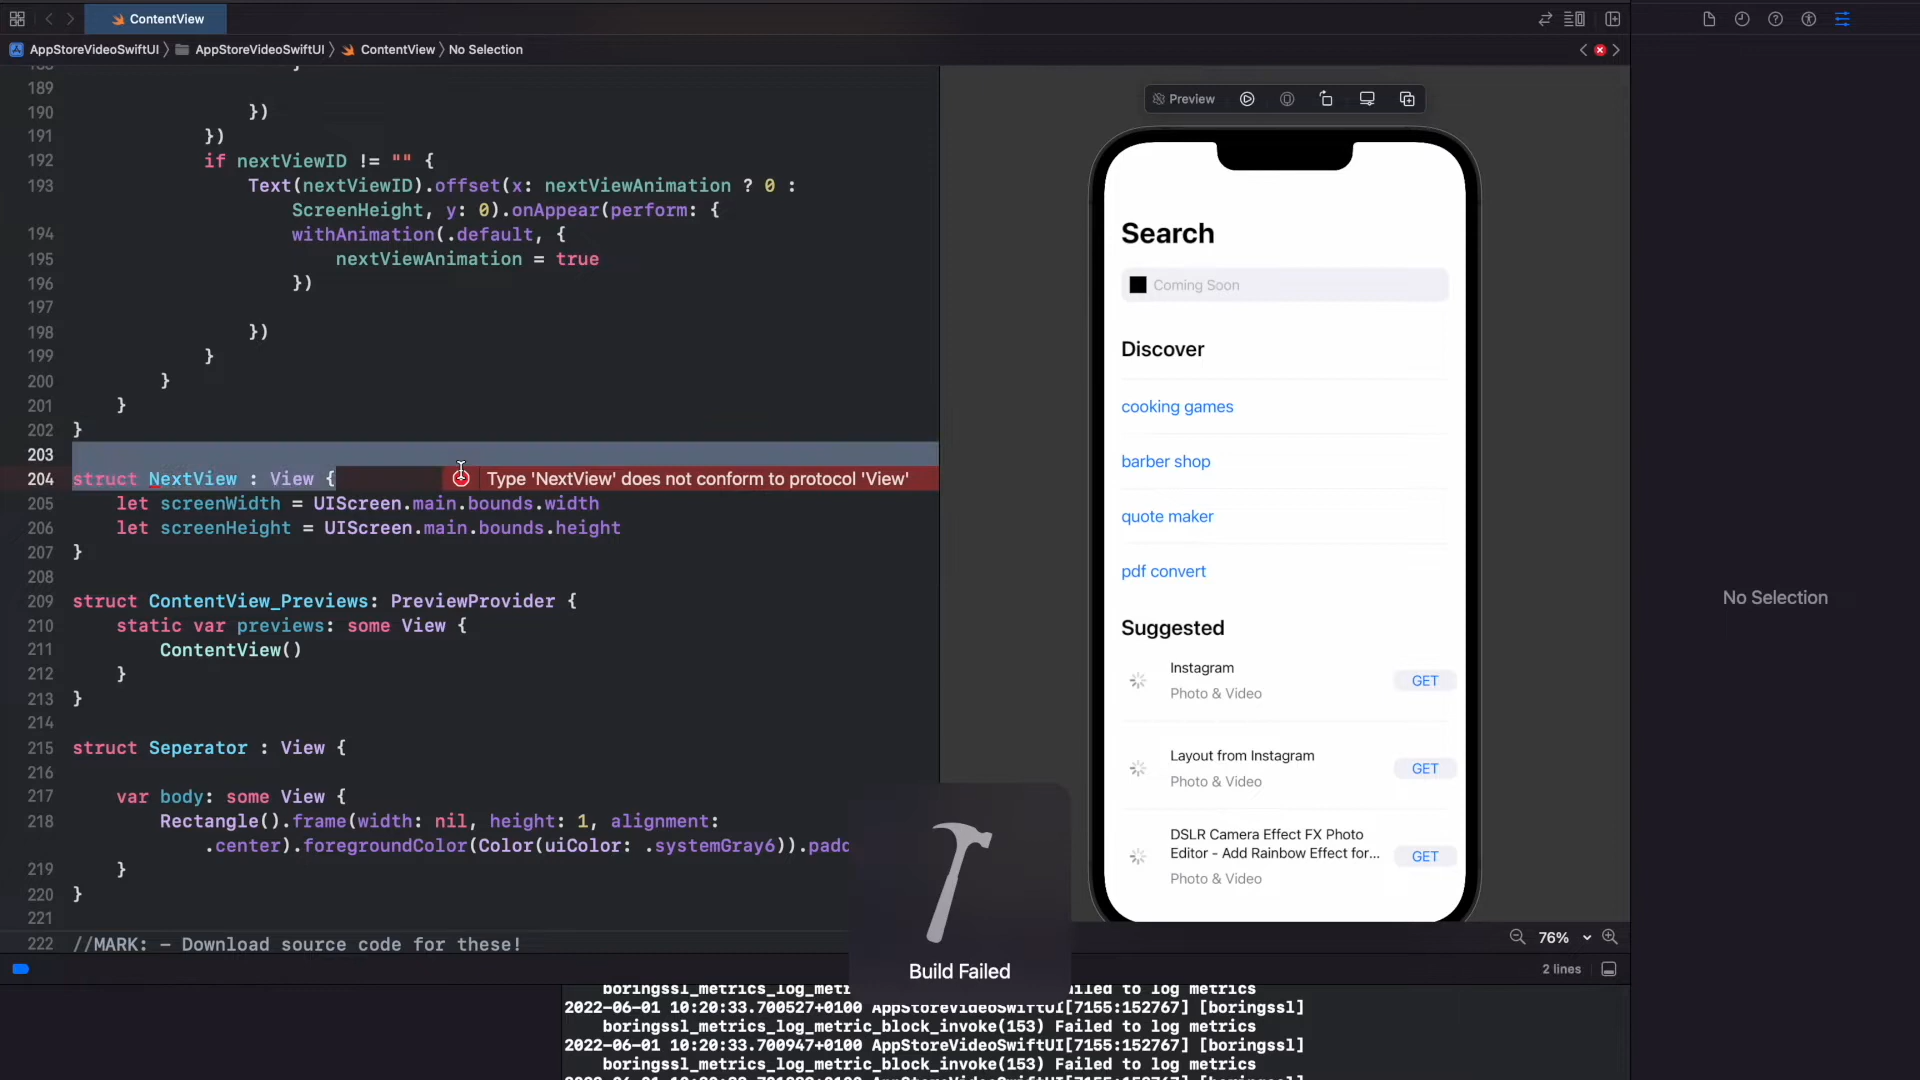 ContentView
AppStoreVideoSwiftUI
AppStoreVideoSwiftUI
ContentView
No Selection
188
}
189
190 })
191 })
192 if nextViewID != "" {
193 Text(nextViewID).offset(x: nextViewAnimation ? 0 :
ScreenHeight, y: 0).onAppear(perform: {
194 withAnimation(.default, {
195 nextViewAnimation = true
196 })
197
198 })
199 }
200 }
201 }
202 }
203
204 struct NextView : View {
Type 'NextView' does not conform to protocol 'View'
205 let screenWidth = UIScreen.main.bounds.width
206 let screenHeight = UIScreen.main.bounds.height
207 }
208
209 struct ContentView_Previews: PreviewProvider {
210 static var previews: some View {
211 ContentView()
212 }
213 }
214
215 struct Seperator : View {
216
217 var body: some View {
218 Rectangle().frame(width: nil, height: 1, alignment:
.center).foregroundColor(Color(uiColor: .systemGray6)).padd
219 }
220 }
221
222 //MARK: - Download source code for these!
Preview
Search
Coming Soon
Discover
cooking games
barber shop
quote maker
pdf convert
Suggested
Instagram
Photo & Video
GET
Layout from Instagram
Photo & Video
GET
DSLR Camera Effect FX Photo
Editor - Add Rainbow Effect for...
Photo & Video
GET
No Selection
76%
2 lines
Build Failed
boringssl_metrics_log_metr ailed to log metrics
2022-06-01 10:20:33.700527+0100 AppStoreVideoSwiftUI[7155:152767] [boringssl]
boringssl_metrics_log_metric_block_invoke(153) Failed to log metrics
2022-06-01 10:20:33.700947+0100 AppStoreVideoSwiftUI[7155:152767] [boringssl]
boringssl_metrics_log_metric_block_invoke(153) Failed to log metrics